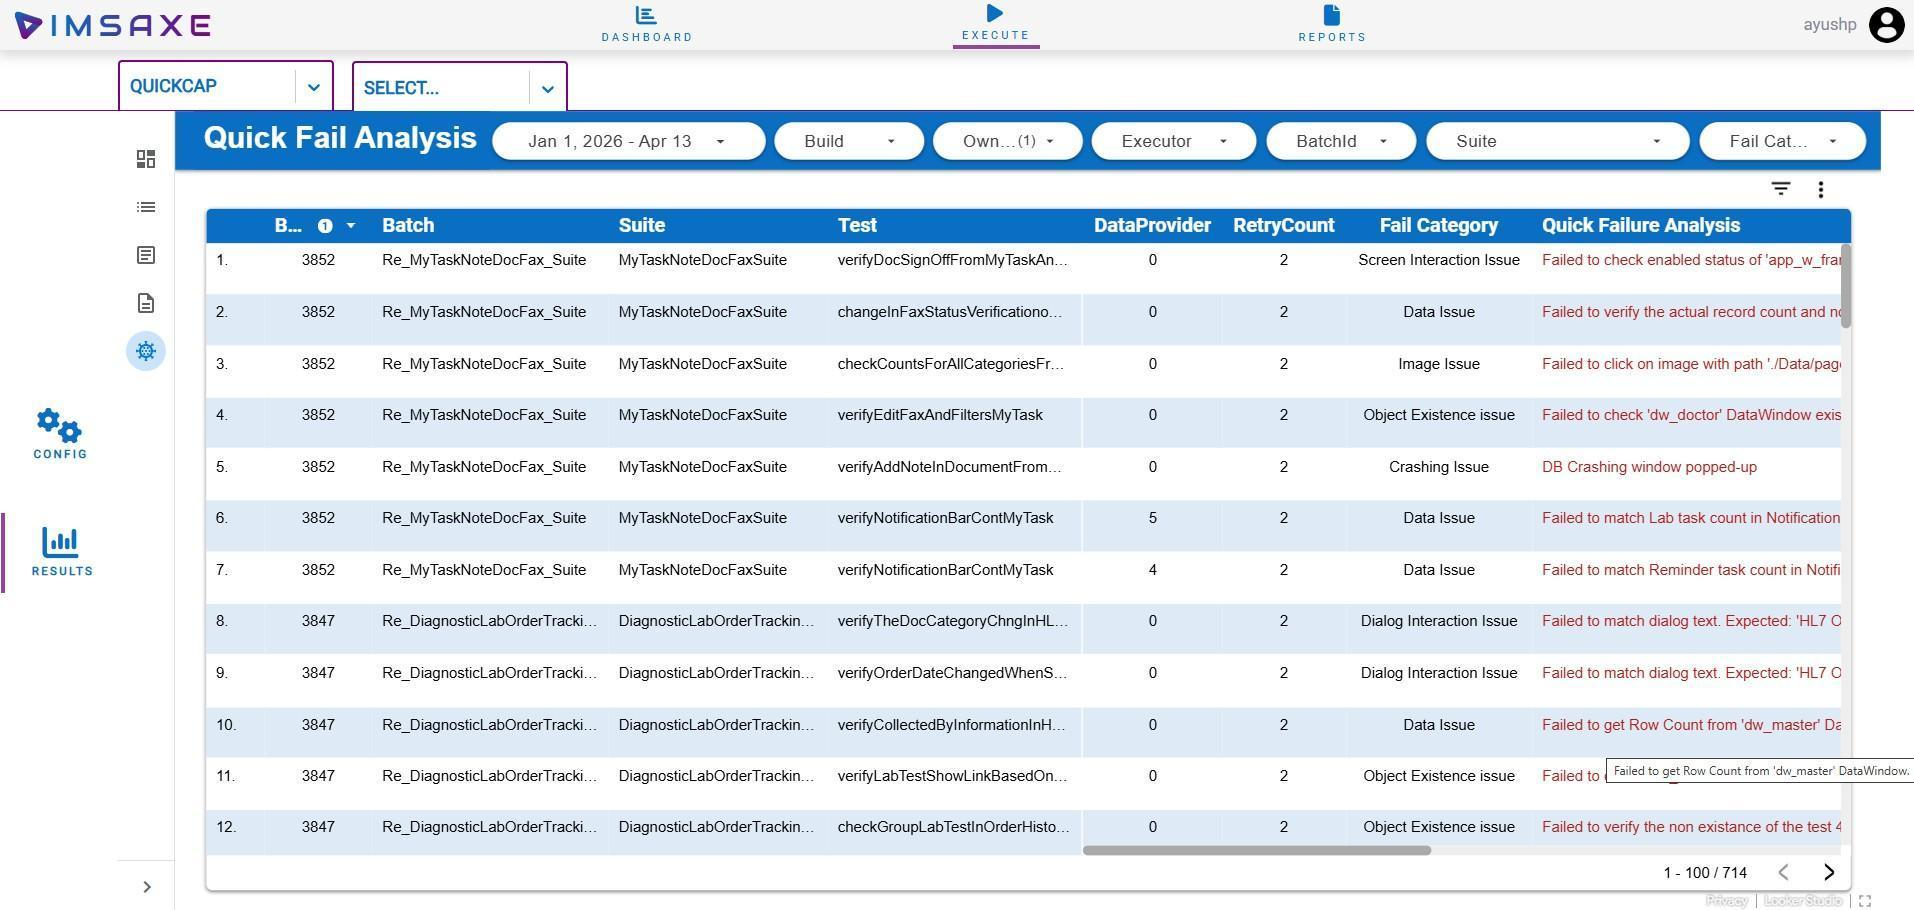 IMSAXE
DASHBOARD
EXECUTE
REPORTS
ayushp
QUICKCAP
SELECT...
Quick Fail Analysis
Jan 1, 2026 - Apr 13
Build
Own... (1)
Executor
BatchId
Suite
Fail Cat...
B... 1 Batch Suite Test DataProvider RetryCount Fail Category Quick Failure Analysis
1. 3852 Re_MyTaskNoteDocFax_Suite MyTaskNoteDocFaxSuite verifyDocSignOffFromMyTaskAn... 0 2 Screen Interaction Issue Failed to check enabled status of 'app_w_frar
2. 3852 Re_MyTaskNoteDocFax_Suite MyTaskNoteDocFaxSuite changeInFaxStatusVerificationo... 0 2 Data Issue Failed to verify the actual record count and no
3. 3852 Re_MyTaskNoteDocFax_Suite MyTaskNoteDocFaxSuite checkCountsForAllCategoriesFr... 0 2 Image Issue Failed to click on image with path './Data/page
4. 3852 Re_MyTaskNoteDocFax_Suite MyTaskNoteDocFaxSuite verifyEditFaxAndFiltersMyTask 0 2 Object Existence issue Failed to check 'dw_doctor' DataWindow exis
5. 3852 Re_MyTaskNoteDocFax_Suite MyTaskNoteDocFaxSuite verifyAddNoteInDocumentFrom... 0 2 Crashing Issue DB Crashing window popped-up
6. 3852 Re_MyTaskNoteDocFax_Suite MyTaskNoteDocFaxSuite verifyNotificationBarContMyTask 5 2 Data Issue Failed to match Lab task count in Notification
7. 3852 Re_MyTaskNoteDocFax_Suite MyTaskNoteDocFaxSuite verifyNotificationBarContMyTask 4 2 Data Issue Failed to match Reminder task count in Notifi
8. 3847 Re_DiagnosticLabOrderTracki... DiagnosticLabOrderTrackin... verifyTheDocCategoryChngInHL... 0 2 Dialog Interaction Issue Failed to match dialog text. Expected: 'HL7 O
9. 3847 Re_DiagnosticLabOrderTracki... DiagnosticLabOrderTrackin... verifyOrderDateChangedWhenS... 0 2 Dialog Interaction Issue Failed to match dialog text. Expected: 'HL7 O
10. 3847 Re_DiagnosticLabOrderTracki... DiagnosticLabOrderTrackin... verifyCollectedByInformationInH... 0 2 Data Issue Failed to get Row Count from 'dw_master' Da
11. 3847 Re_DiagnosticLabOrderTracki... DiagnosticLabOrderTrackin... verifyLabTestShowLinkBasedOn... 0 2 Object Existence issue Failed to
Failed to get Row Count from 'dw_master' DataWindow.
12. 3847 Re_DiagnosticLabOrderTracki... DiagnosticLabOrderTrackin... checkGroupLabTestInOrderHisto... 0 2 Object Existence issue Failed to verify the non existance of the test 4
CONFIG
RESULTS
1 - 100 / 714
Privacy
Looker Studio